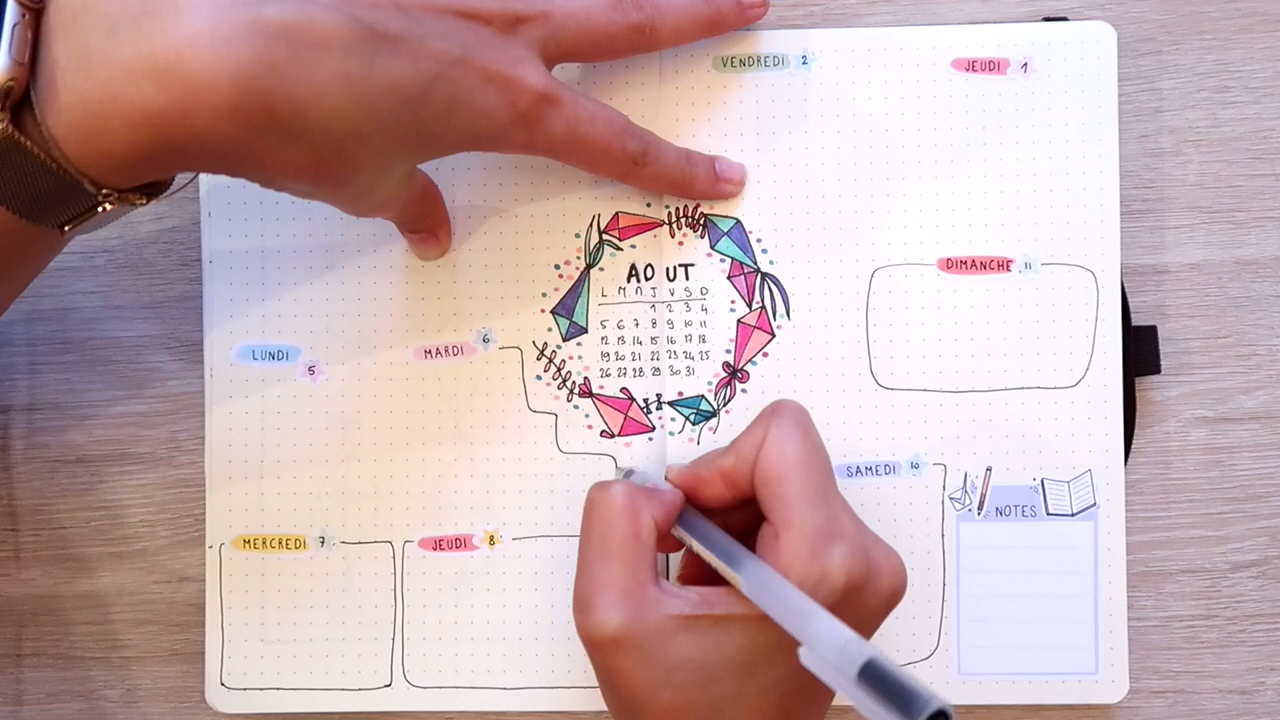 VENDREDI 2
JEUDI 1
AOUT
L. M. M. J. V. S. D
1 2. 3. 4
5. 6. 7. 8 9. 10. 11
12. 13. 14. 15 16. 17. 18
19 20. 21. 22 23. 24. 25
26. 27. 28. 29 30 31.
DIMANCHE 11
LUNDI 5
MARDI 6
SAMEDI 10
NOTES
MERCREDI 7
JEUDI 8